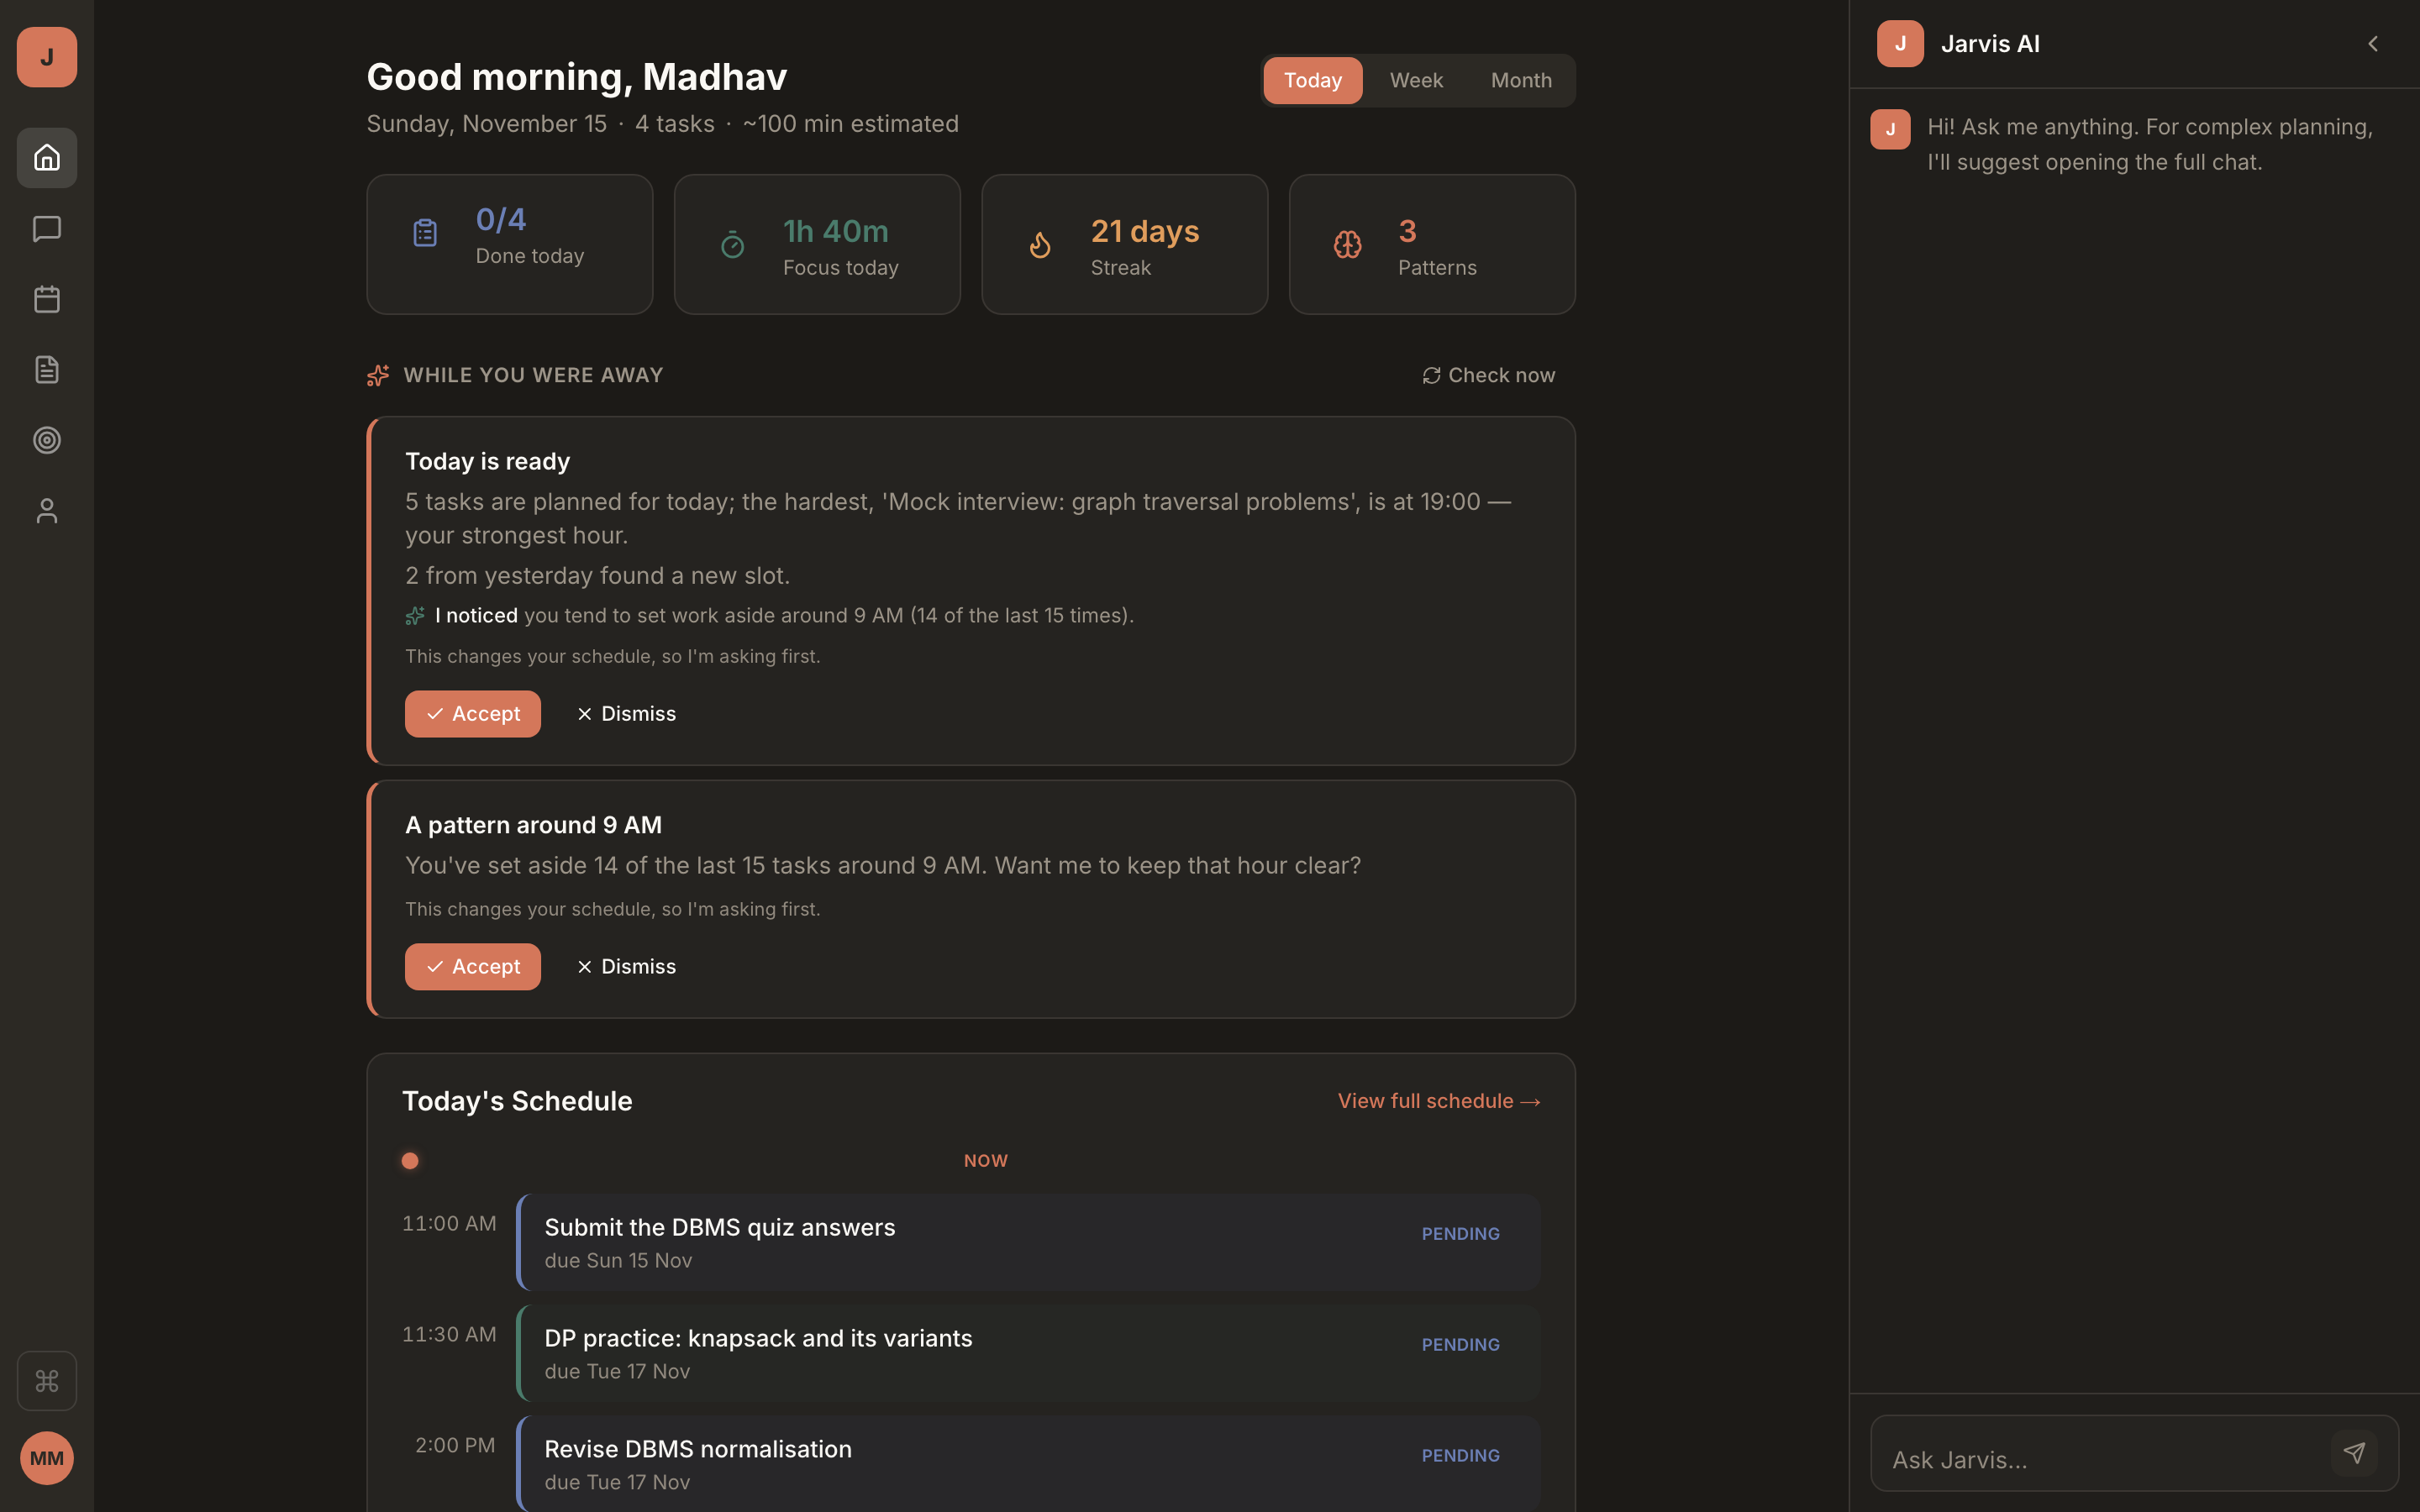 J
Good morning, Madhav
Sunday, November 15 · 4 tasks · ~100 min estimated
Today
Week
Month
0/4
Done today
1h 40m
Focus today
21 days
Streak
3
Patterns
WHILE YOU WERE AWAY
Check now
Today is ready
5 tasks are planned for today; the hardest, 'Mock interview: graph traversal problems', is at 19:00 —
your strongest hour.
2 from yesterday found a new slot.
I noticed you tend to set work aside around 9 AM (14 of the last 15 times).
This changes your schedule, so I'm asking first.
Accept
Dismiss
A pattern around 9 AM
You've set aside 14 of the last 15 tasks around 9 AM. Want me to keep that hour clear?
This changes your schedule, so I'm asking first.
Accept
Dismiss
Today's Schedule
View full schedule →
NOW
11:00 AM
Submit the DBMS quiz answers
due Sun 15 Nov
PENDING
11:30 AM
DP practice: knapsack and its variants
due Tue 17 Nov
PENDING
2:00 PM
Revise DBMS normalisation
due Tue 17 Nov
PENDING
MM
J
Jarvis AI
J
Hi! Ask me anything. For complex planning,
I'll suggest opening the full chat.
Ask Jarvis...